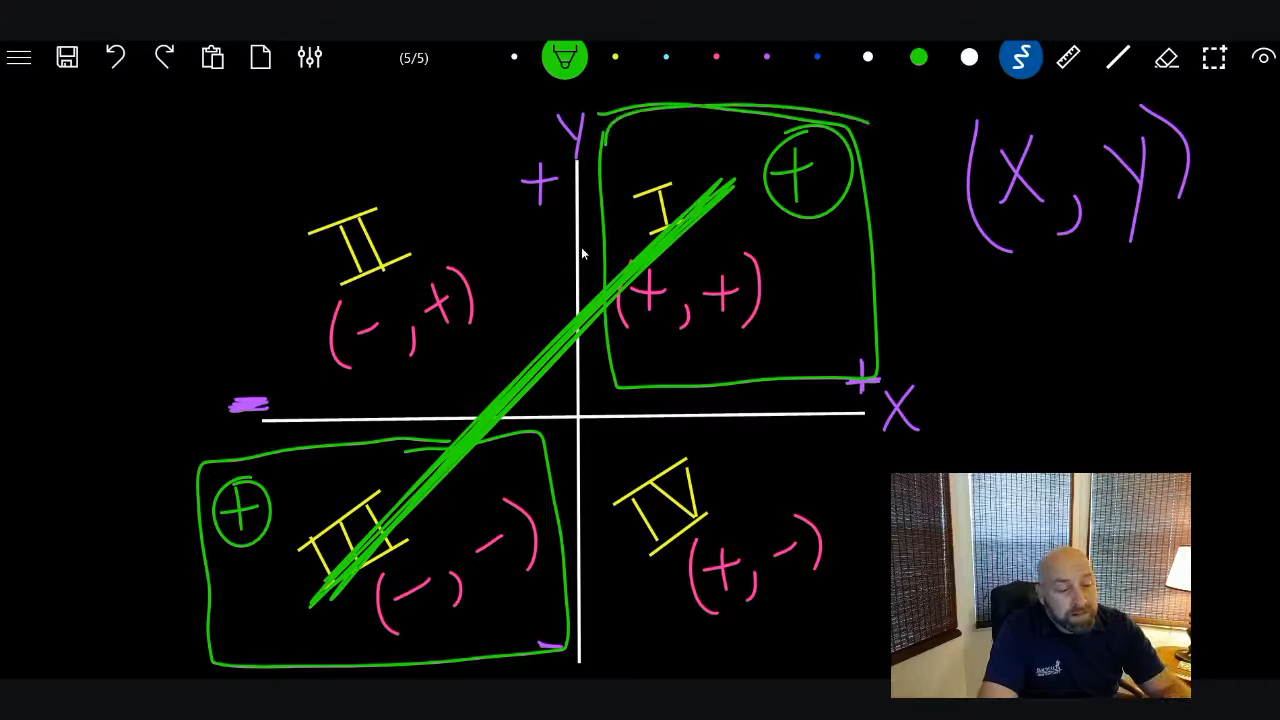 (5/5)
y
+
(X, y)
II
(-, +)
I
+
(+, +)
-
+
X
+
III
(-, -)
IV
(+, -)
-